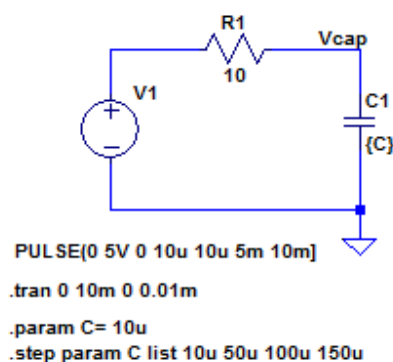 R1
Vcap
10
V1
C1
{C}
PULSE(0 5V 0 10u 10u 5m 10m]
.tran 0 10m 0 0.01m
.param C= 10u
.step param C list 10u 50u 100u 150u